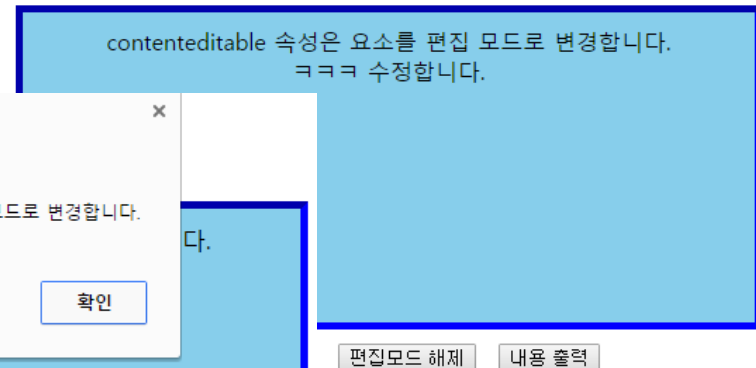 contenteditable 속성은 요소를 편집 모드로 변경합니다.
ㅋㅋㅋ 수정합니다.
×
모드로 변경합니다.
다.
확인
편집모드 해제
내용 출력